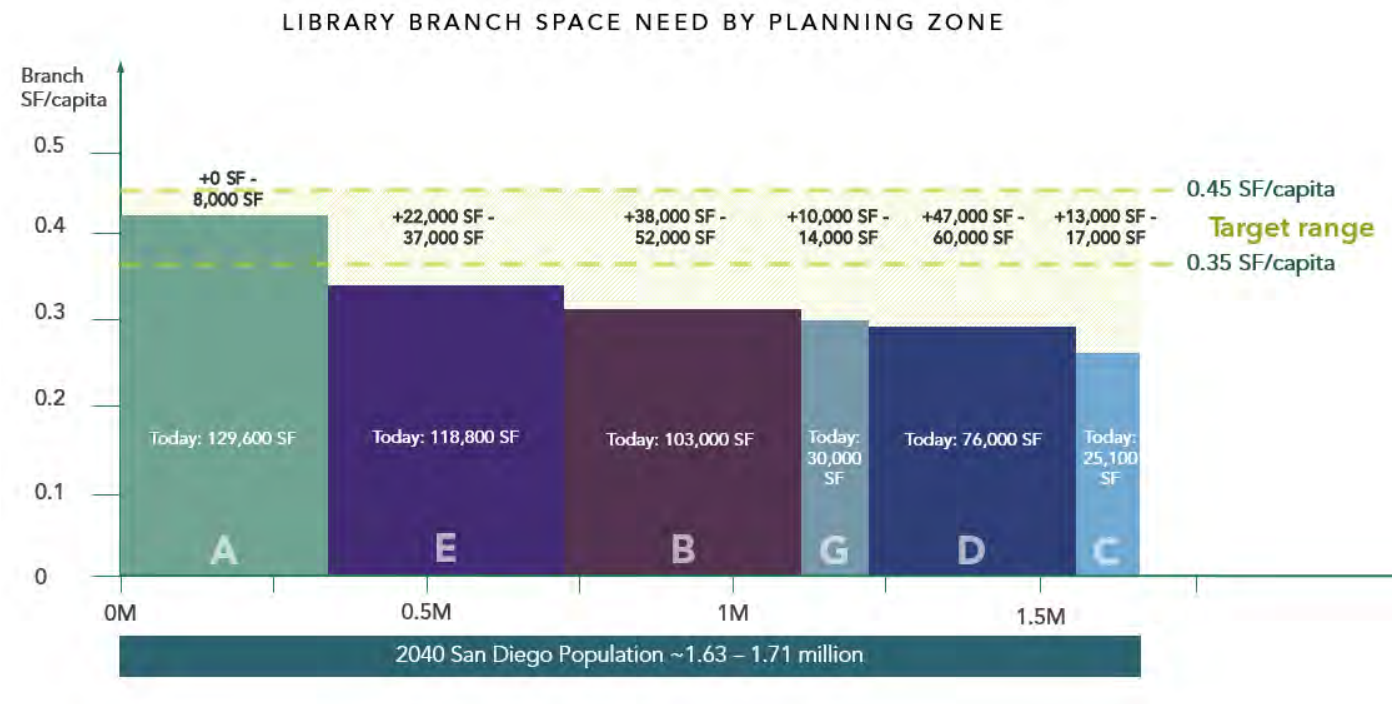 LIBRARY BRANCH SPACE NEED BY PLANNING ZONE
Branch
SF/capita
0.5
0.4
0.3
0.2
0.1
0
+0 SF -
8,000 SF
+22,000 SF -
37,000 SF
+38,000 SF -
52,000 SF
+10,000 SF -
14,000 SF
+47,000 SF -
60,000 SF
+13,000 SF -
17,000 SF
0.45 SF/capita
Target range
0.35 SF/capita
Today: 129,600 SF
Today: 118,800 SF
Today: 103,000 SF
Today:
30,000
SF
Today: 76,000 SF
Today:
25,100
SF
A
E
B
G
D
C
0M
0.5M
1M
1.5M
2040 San Diego Population ~1.63 – 1.71 million